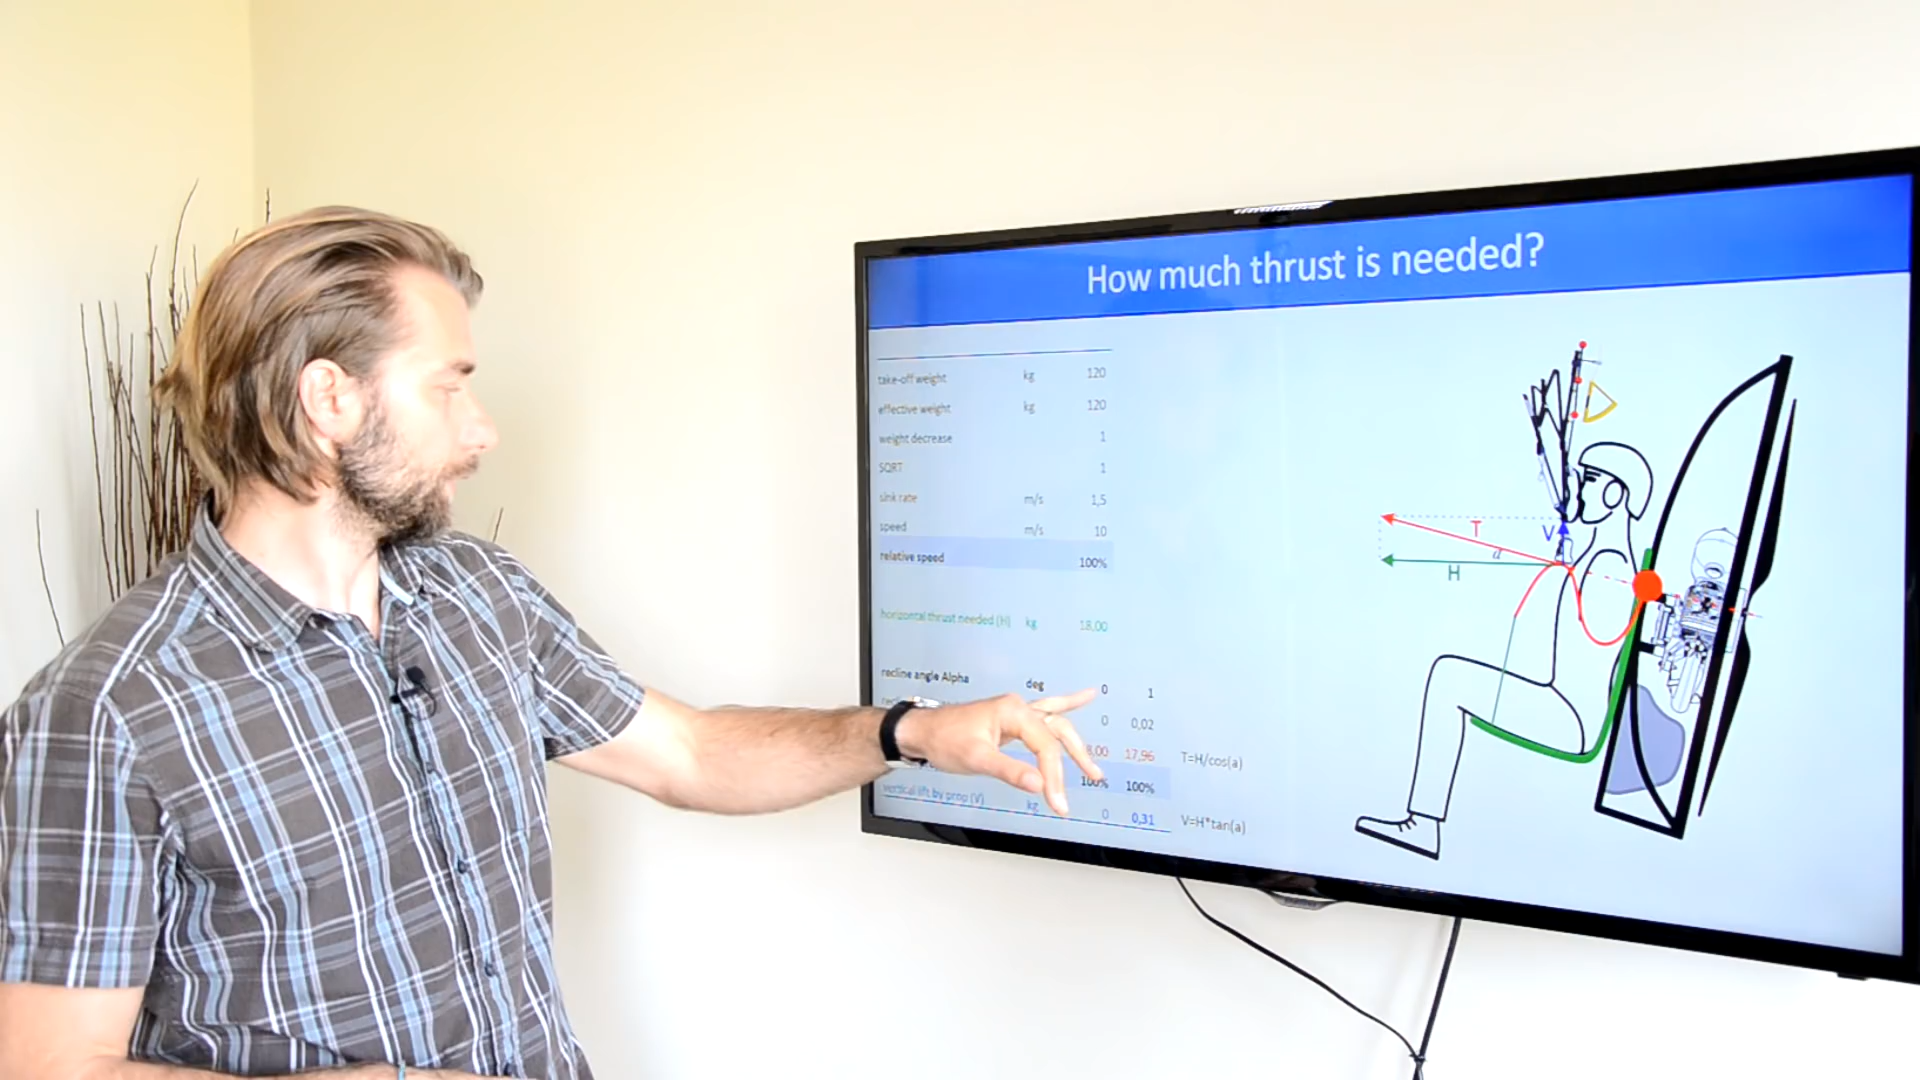 How much thrust is needed?
take-off weight kg 120
effective weight kg 120
weight decrease 1
SQRT 1
sink rate m/s 1,5
speed m/s 10
relative speed 100%
horizontal thrust needed (H) kg 18,00
recline angle Alpha deg 0 1
0 0,02
8,00 17,96 T=H/cos(a)
100% 100%
vertical lift by prop (V) kg 0 0,31 V=H*tan(a)
T
V
a
H